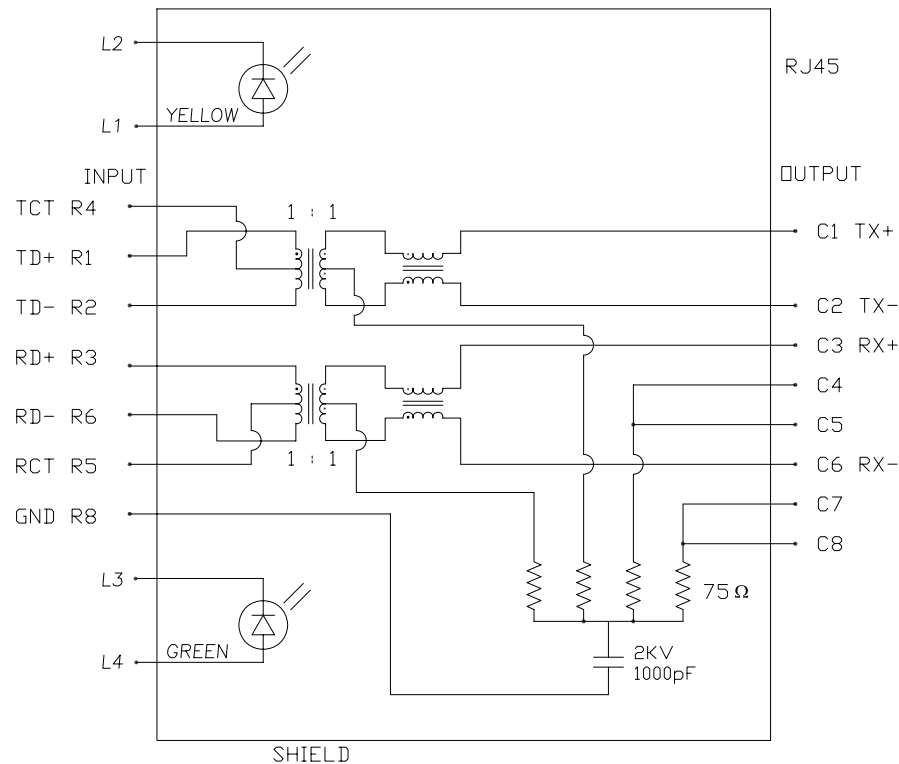 L2
RJ45
YELLOW
L1
INPUT
OUTPUT
TCT R4
1 : 1
C1 TX+
TD+ R1
TD- R2
C2 TX-
RD+ R3
C3 RX+
C4
RD- R6
C5
RCT R5
1 : 1
C6 RX-
GND R8
C7
C8
L3
75Ω
GREEN
L4
2KV
1000pF
SHIELD